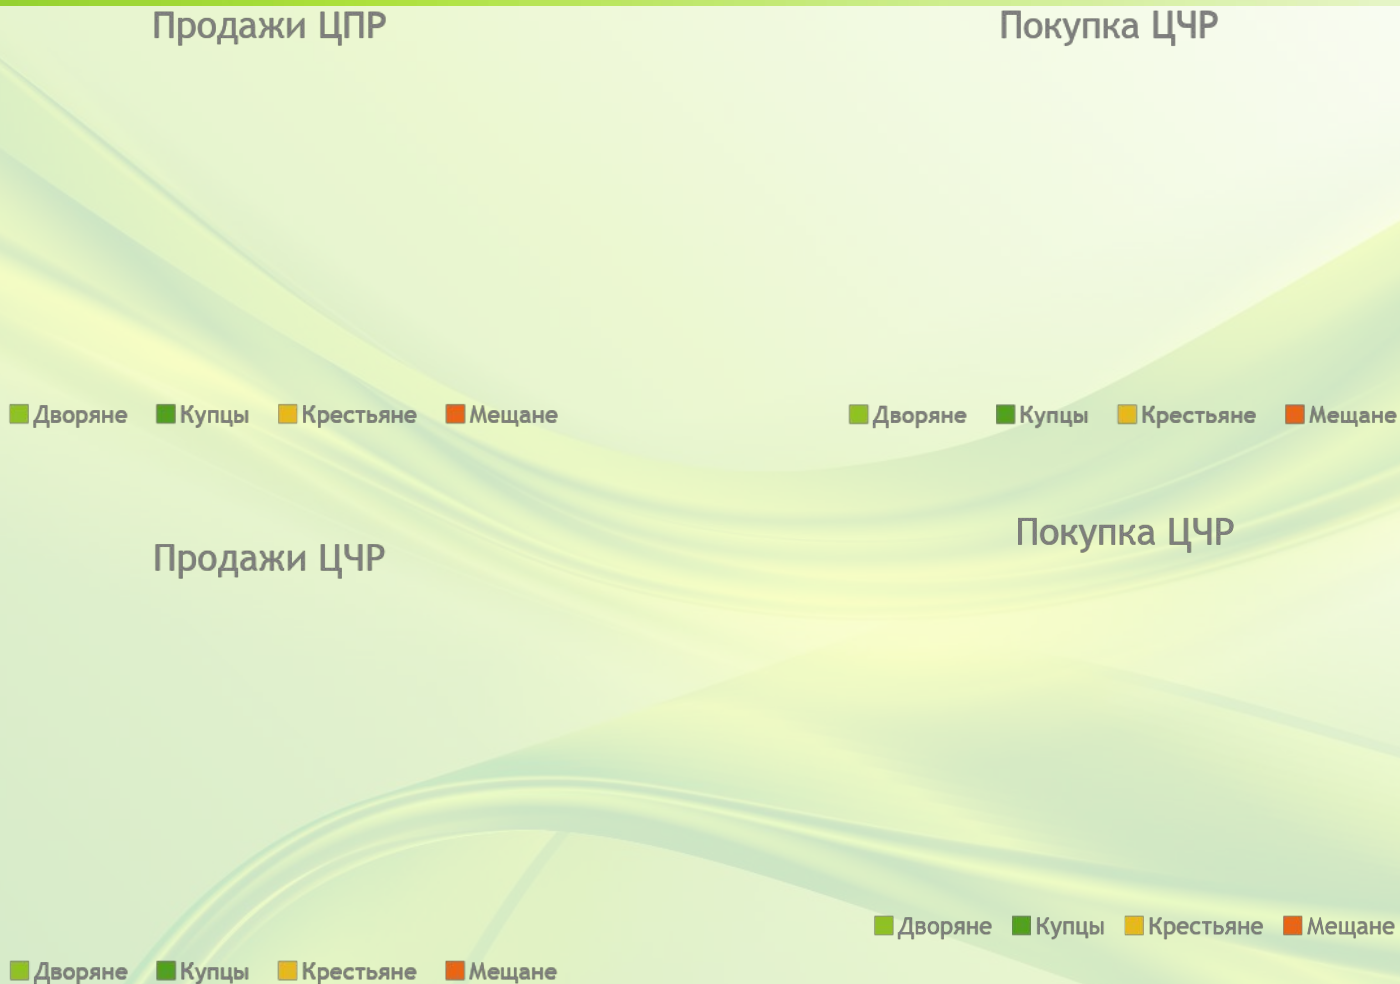 Продажи ЦПР
Покупка ЦЧР
Дворяне Купцы Крестьяне Мещане
Дворяне Купцы Крестьяне Мещане
Продажи ЦЧР
Покупка ЦЧР
Дворяне Купцы Крестьяне Мещане
Дворяне Купцы Крестьяне Мещане